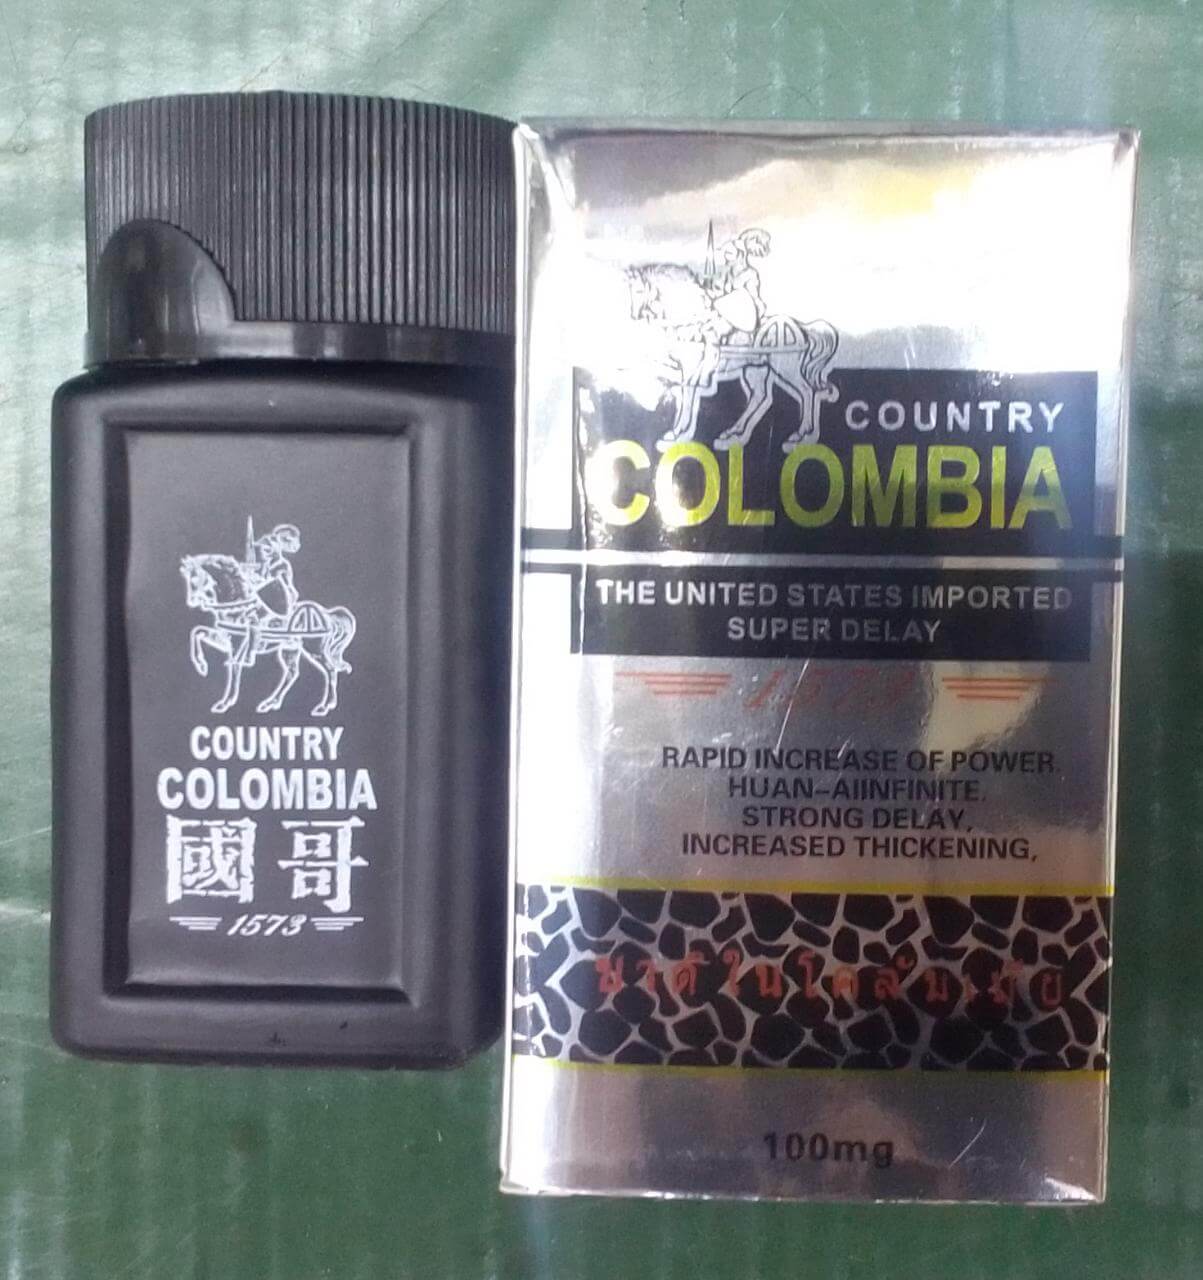 COUNTRY
COLOMBIA
國哥
1573
COUNTRY
COLOMBIA
THE UNITED STATES IMPORTED
SUPER DELAY
1573
RAPID INCREASE OF POWER.
HUAN-AIINFINITE.
STRONG DELAY,
INCREASED THICKENING,
100mg